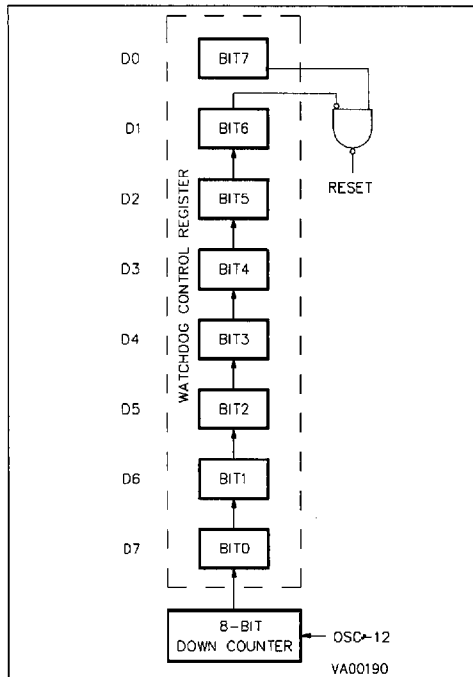 D0 BIT7
D1 BIT6
RESET
D2 BIT5
D3 BIT4
D4 BIT3
D5 BIT2
D6 BIT1
D7 BIT0
WATCHDOG CONTROL REGISTER
8-BIT
DOWN COUNTER
OSC-12
VA00190